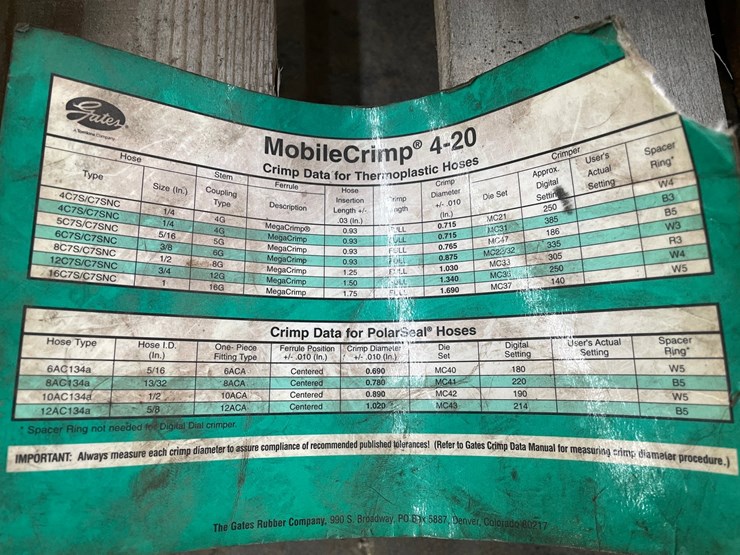 Gates
A Tomkins Company
MobileCrimp® 4-20
Crimp Data for Thermoplastic Hoses
Hose Stem Ferrule Hose Crimp Crimper User's Spacer
Type Size (In.) Coupling Type Description Insertion Length +/- .03 (In.) Diameter +/- .010 (In.) Die Set Approx. Digital Setting Actual Setting Ring*
4C7S/C7SNC 1/4 4G MegaCrimp® 0.93 FULL 0.715 MC21 250 W4
4C7S/C7SNC 1/4 4G MegaCrimp 0.93 FULL 0.715 MC31 385 B3
5C7S/C7SNC 5/16 5G MegaCrimp 0.93 FULL 0.765 MC47 186 B5
6C7S/C7SNC 3/8 6G MegaCrimp 0.93 FULL 0.875 MC22/32 335 W3
8C7S/C7SNC 1/2 8G MegaCrimp 1.25 FULL 1.030 MC33 305 R3
12C7S/C7SNC 3/4 12G MegaCrimp 1.50 FULL 1.340 MC35 250 W4
16C7S/C7SNC 1 16G MegaCrimp 1.75 FULL 1.690 MC37 140 W5
Crimp Data for PolarSeal® Hoses
Hose Type Hose I.D. (In.) One- Piece Fitting Type Ferrule Position +/- .010 (In.) Crimp Diameter +/- .010 (In.) Die Set Digital Setting User's Actual Setting Spacer Ring*
6AC134a 5/16 6ACA Centered 0.690 MC40 180 W5
8AC134a 13/32 8ACA Centered 0.780 MC41 220 B5
10AC134a 1/2 10ACA Centered 0.890 MC42 190 W5
12AC134a 5/8 12ACA Centered 1.020 MC43 214 B5
* Spacer Ring not needed for Digital Dial crimper.
IMPORTANT: Always measure each crimp diameter to assure compliance of recommended published tolerances! (Refer to Gates Crimp Data Manual for measuring crimp diameter procedure.)
The Gates Rubber Company, 990 S. Broadway, PO Box 5887, Denver, Colorado 80217